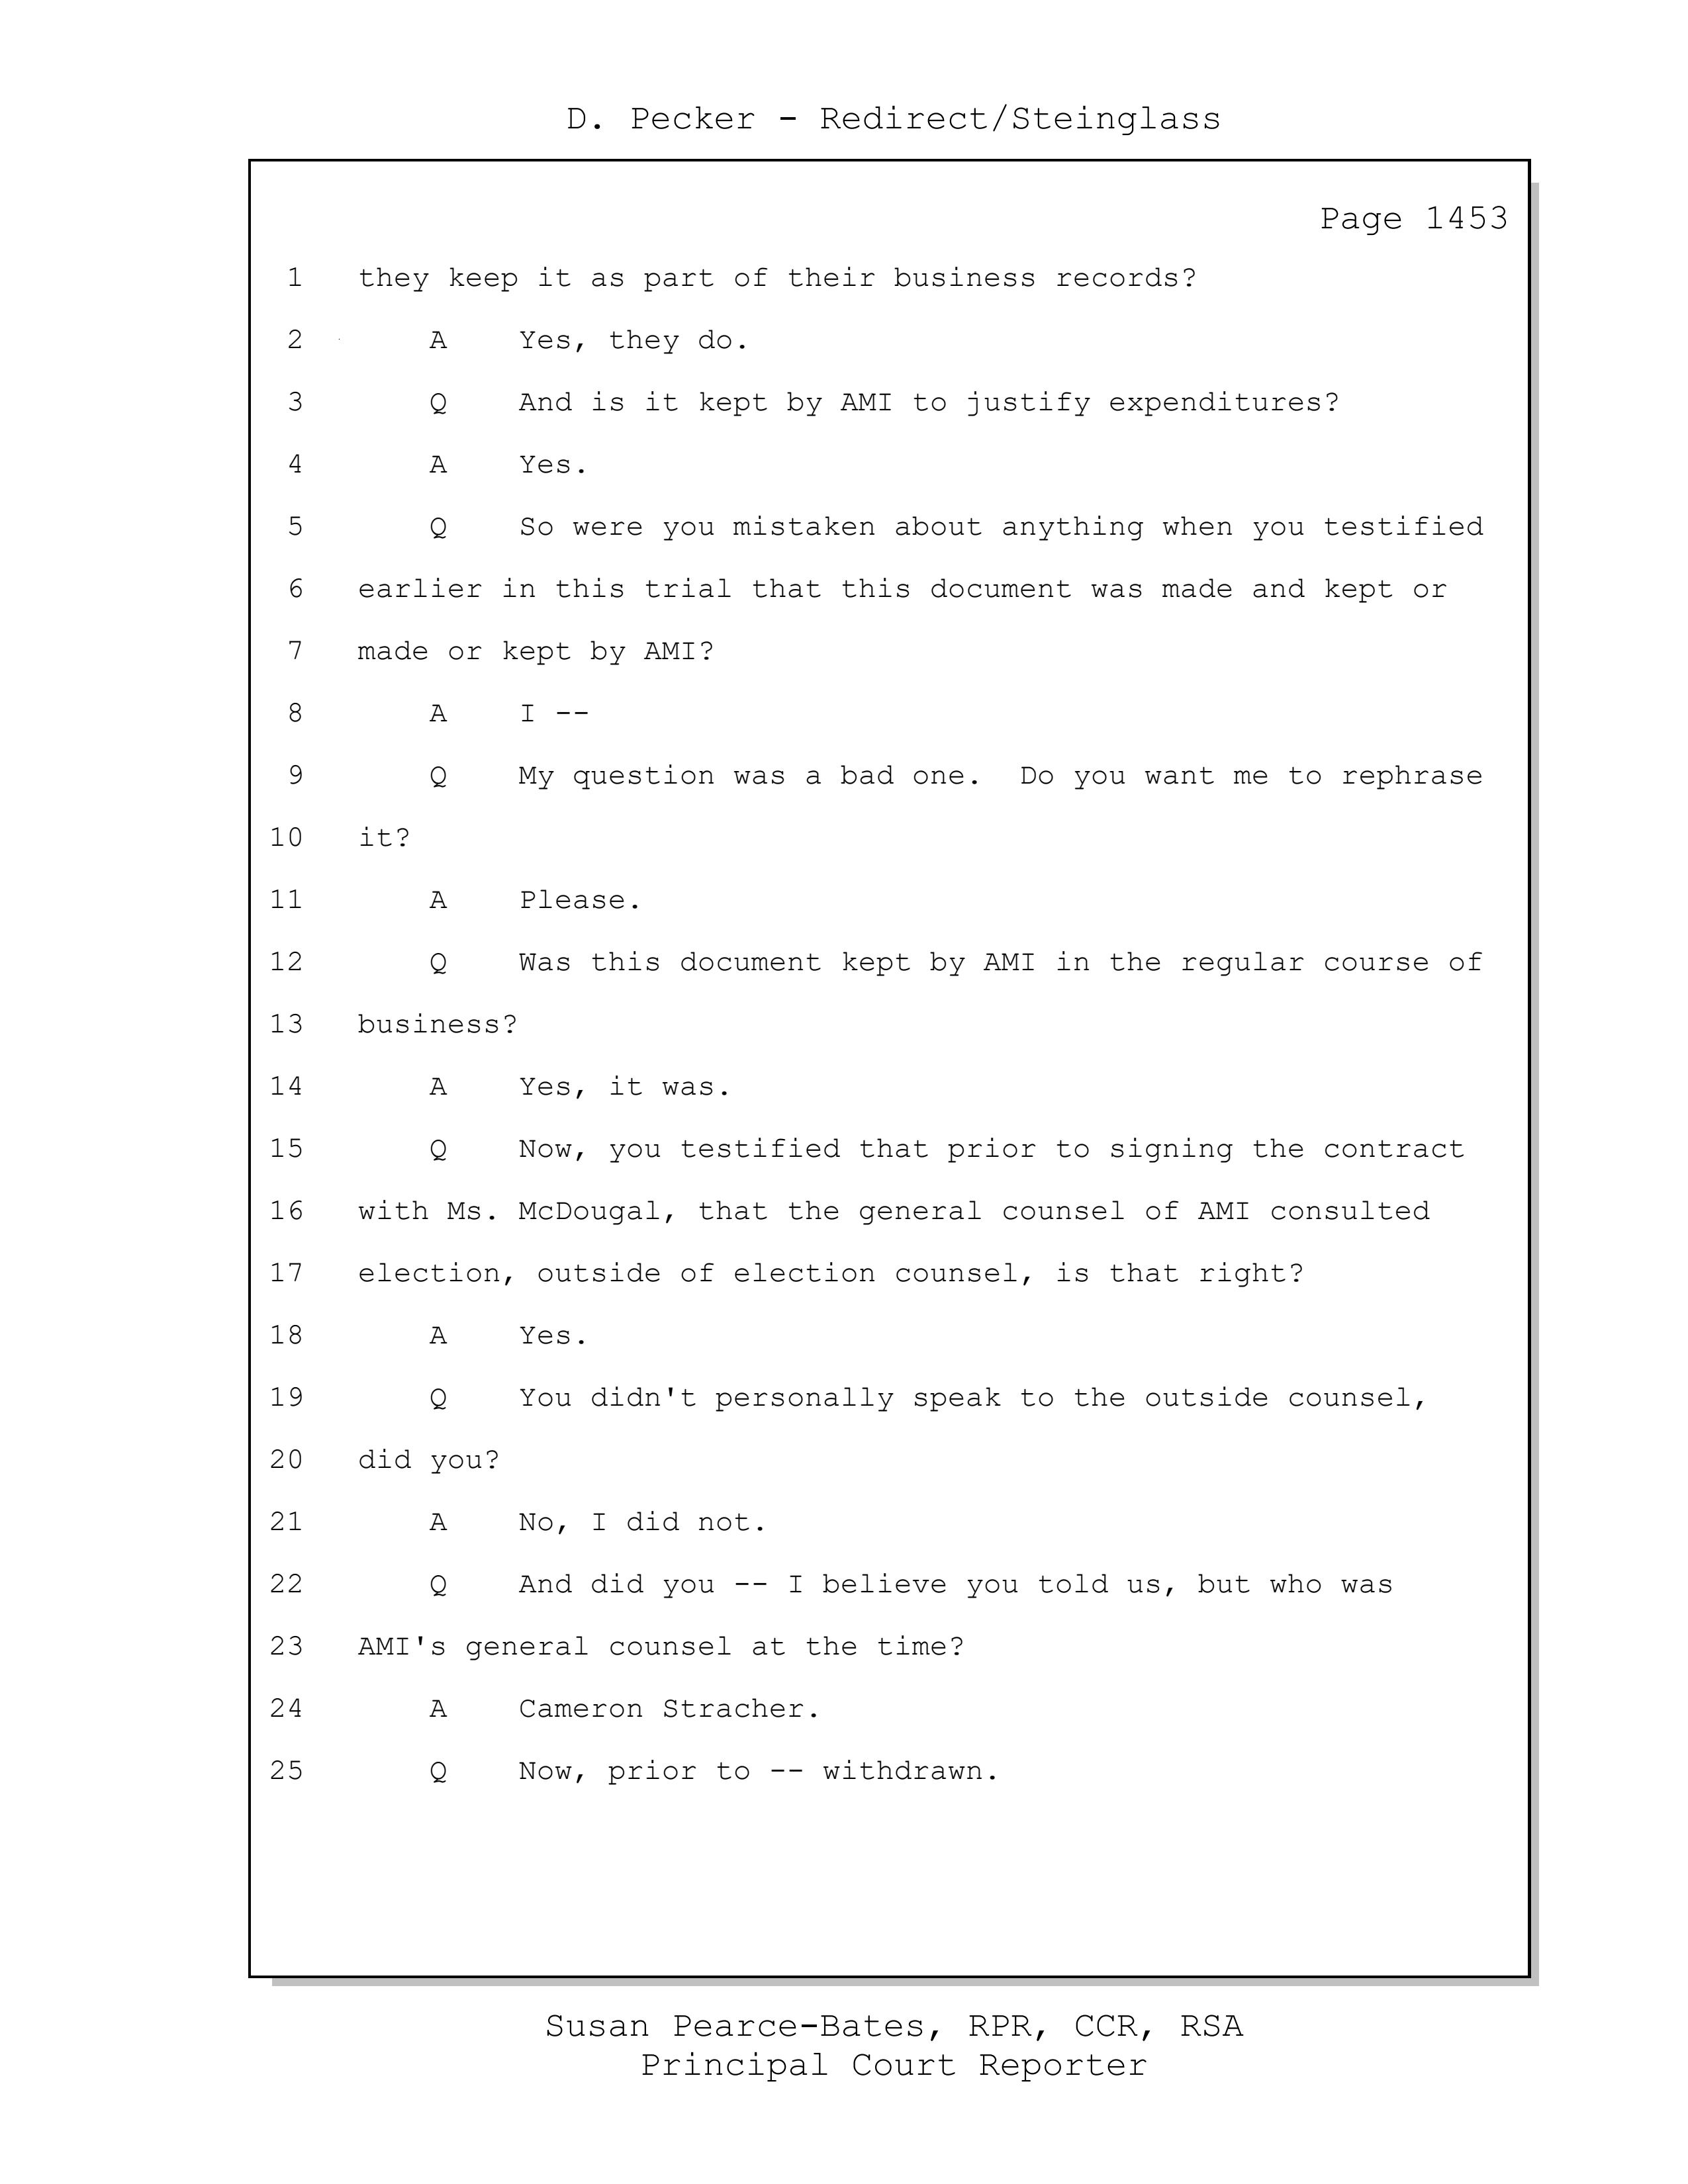 D. Pecker - Redirect/Steinglass
Page 1453
1 they keep it as part of their business records?
2 A Yes, they do.
3 Q And is it kept by AMI to justify expenditures?
4 A Yes.
5 Q So were you mistaken about anything when you testified
6 earlier in this trial that this document was made and kept or
7 made or kept by AMI?
8 A I --
9 Q My question was a bad one.  Do you want me to rephrase
10 it?
11 A Please.
12 Q Was this document kept by AMI in the regular course of
13 business?
14 A Yes, it was.
15 Q Now, you testified that prior to signing the contract
16 with Ms. McDougal, that the general counsel of AMI consulted
17 election, outside of election counsel, is that right?
18 A Yes.
19 Q You didn't personally speak to the outside counsel,
20 did you?
21 A No, I did not.
22 Q And did you -- I believe you told us, but who was
23 AMI's general counsel at the time?
24 A Cameron Stracher.
25 Q Now, prior to -- withdrawn.
Susan Pearce-Bates, RPR, CCR, RSA
Principal Court Reporter